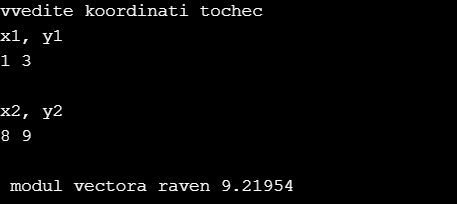 vvedite koordinati tochec
x1, y1
1 3
x2, y2
8 9
modul vectora raven 9.21954